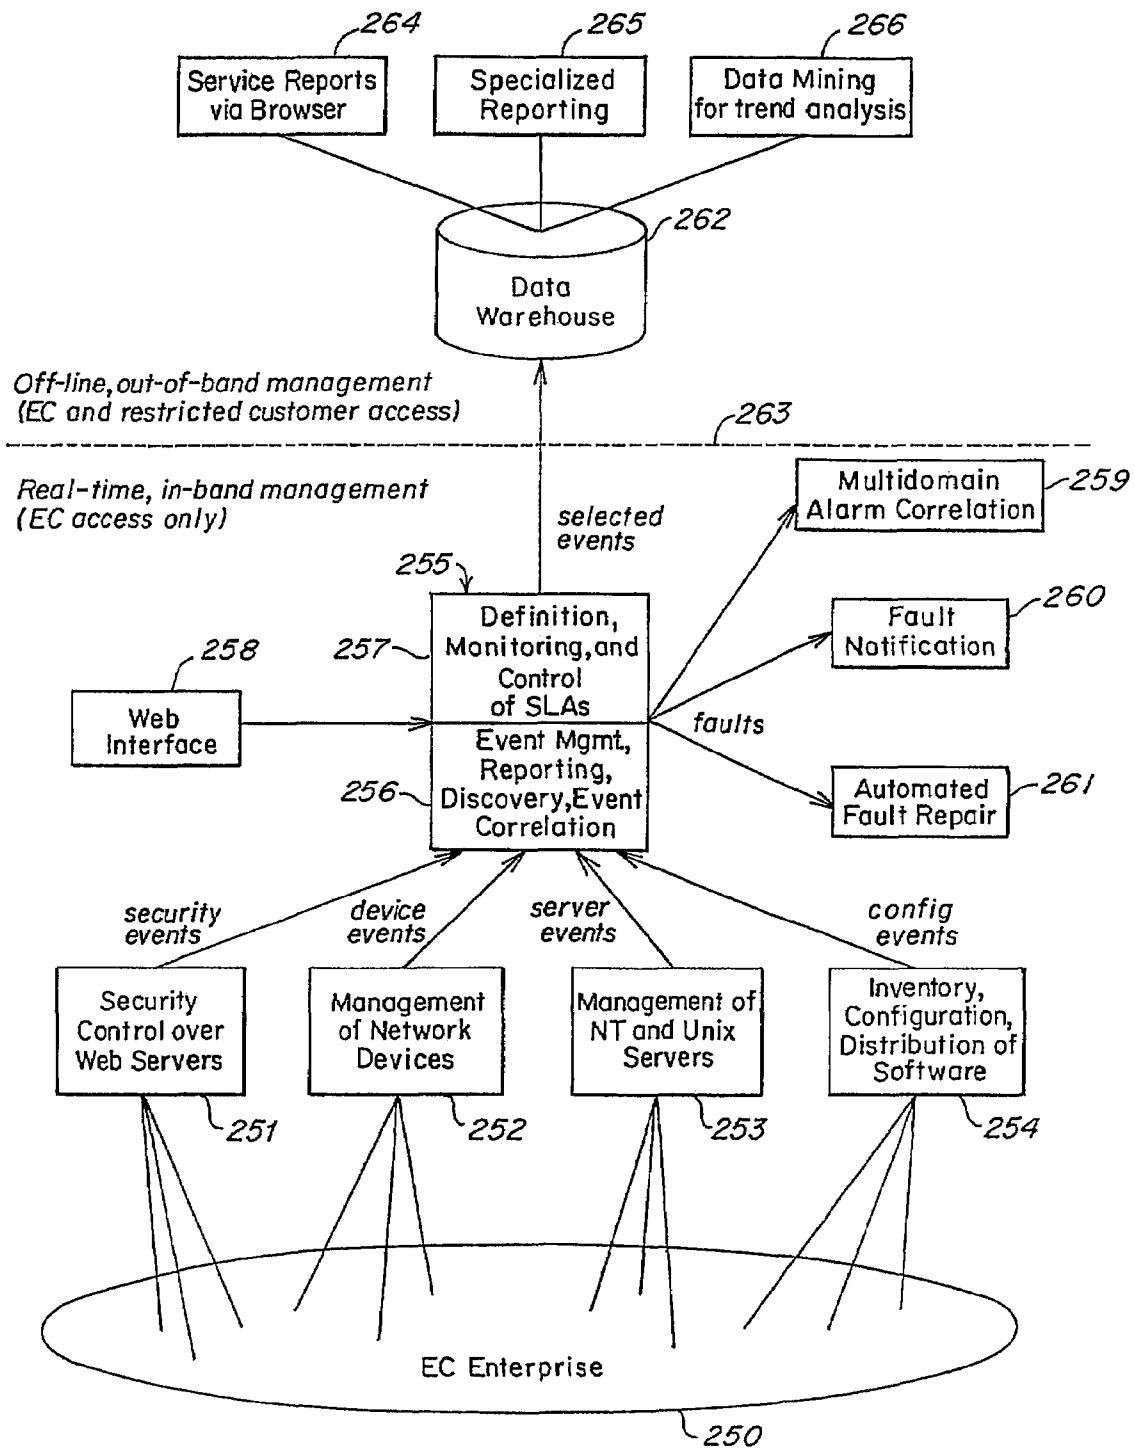 264
265
266
Service Reports
via Browser
Specialized
Reporting
Data Mining
for trend analysis
262
Data
Warehouse
Off-line, out-of-band management
(EC and restricted customer access)
263
Real-time, in-band management
(EC access only)
selected
events
Multidomain
Alarm Correlation
259
255
257
Definition,
Monitoring, and
Control
of SLAs
Fault
Notification
260
258
Web
Interface
faults
256
Event Mgmt,
Reporting,
Discovery, Event
Correlation
Automated
Fault Repair
261
security
events
device
events
server
events
config
events
Security
Control over
Web Servers
Management
of Network
Devices
Management of
NT and Unix
Servers
Inventory,
Configuration,
Distribution of
Software
251
252
253
254
EC Enterprise
250